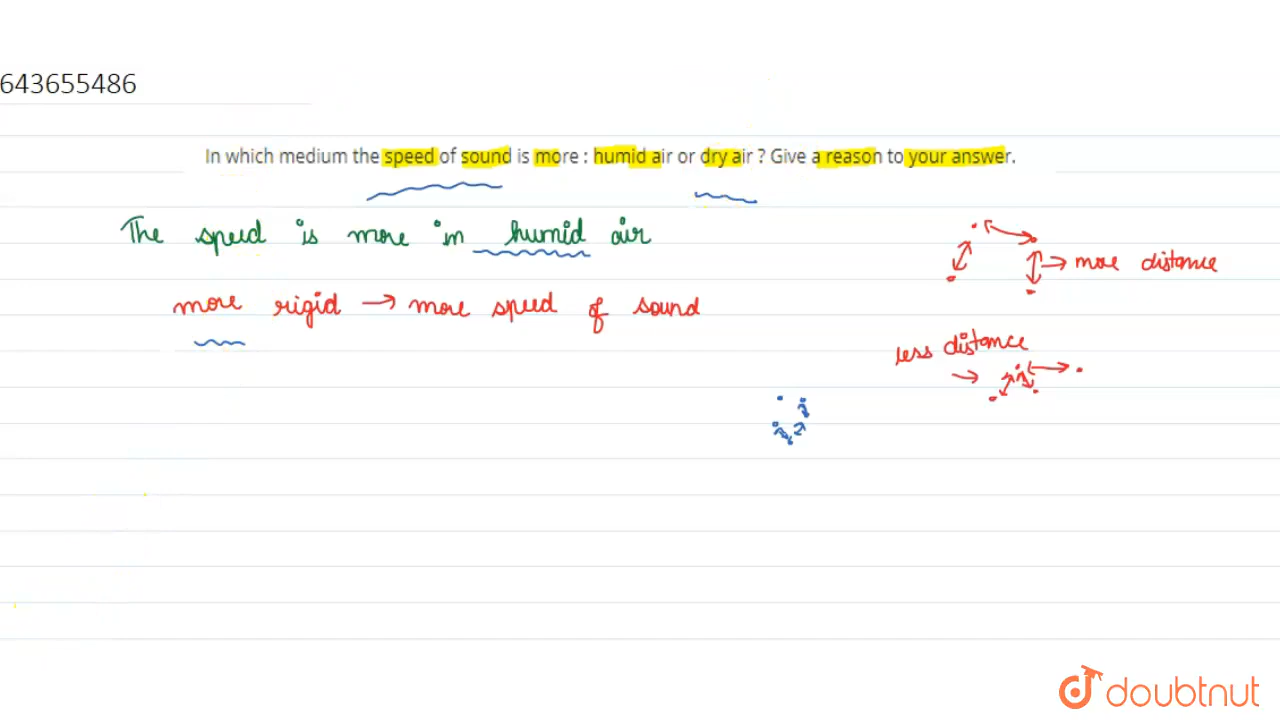 643655486
In which medium the speed of sound is more : humid air or dry air ? Give a reason to your answer.
The speed is more in humid air
more rigid → more speed of sound
→ more distance
less distance
→
doubtnut